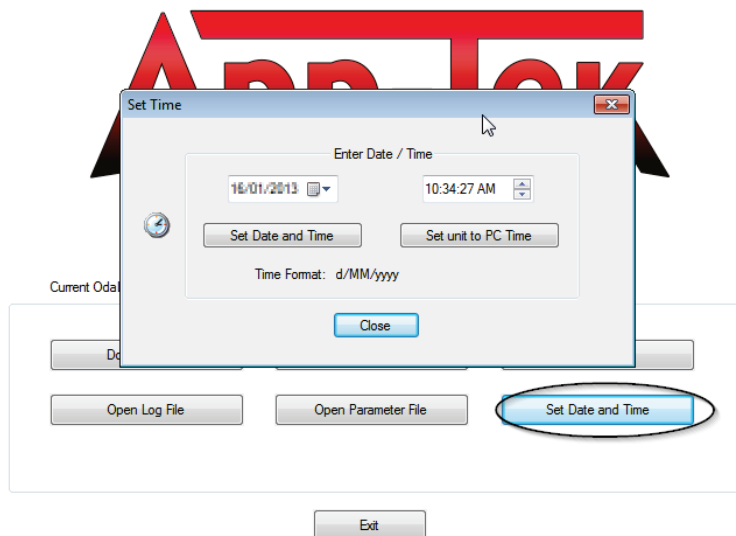 App-Tek
Set Time
Enter Date / Time
16/01/2013 10:34:27 AM
Set Date and Time Set unit to PC Time
Time Format: d/MM/yyyy
Current
Close
Open Log File Open Parameter File Set Date and Time
Exit